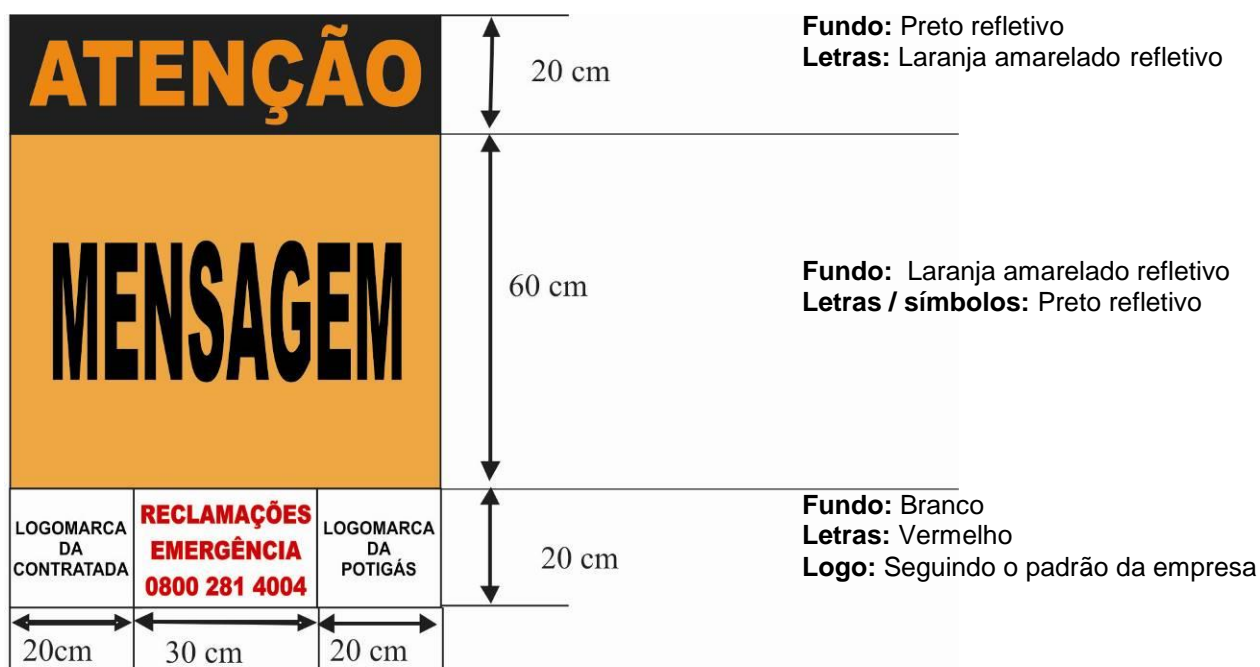 ATENÇÃO
20 cm
Fundo: Preto refletivo
Letras: Laranja amarelado refletivo
MENSAGEM
60 cm
Fundo: Laranja amarelado refletivo
Letras / símbolos: Preto refletivo
LOGOMARCA
DA
CONTRATADA
RECLAMAÇÕES
EMERGÊNCIA
0800 281 4004
LOGOMARCA
DA
POTIGÁS
20 cm
Fundo: Branco
Letras: Vermelho
Logo: Seguindo o padrão da empresa
20cm
30 cm
20 cm